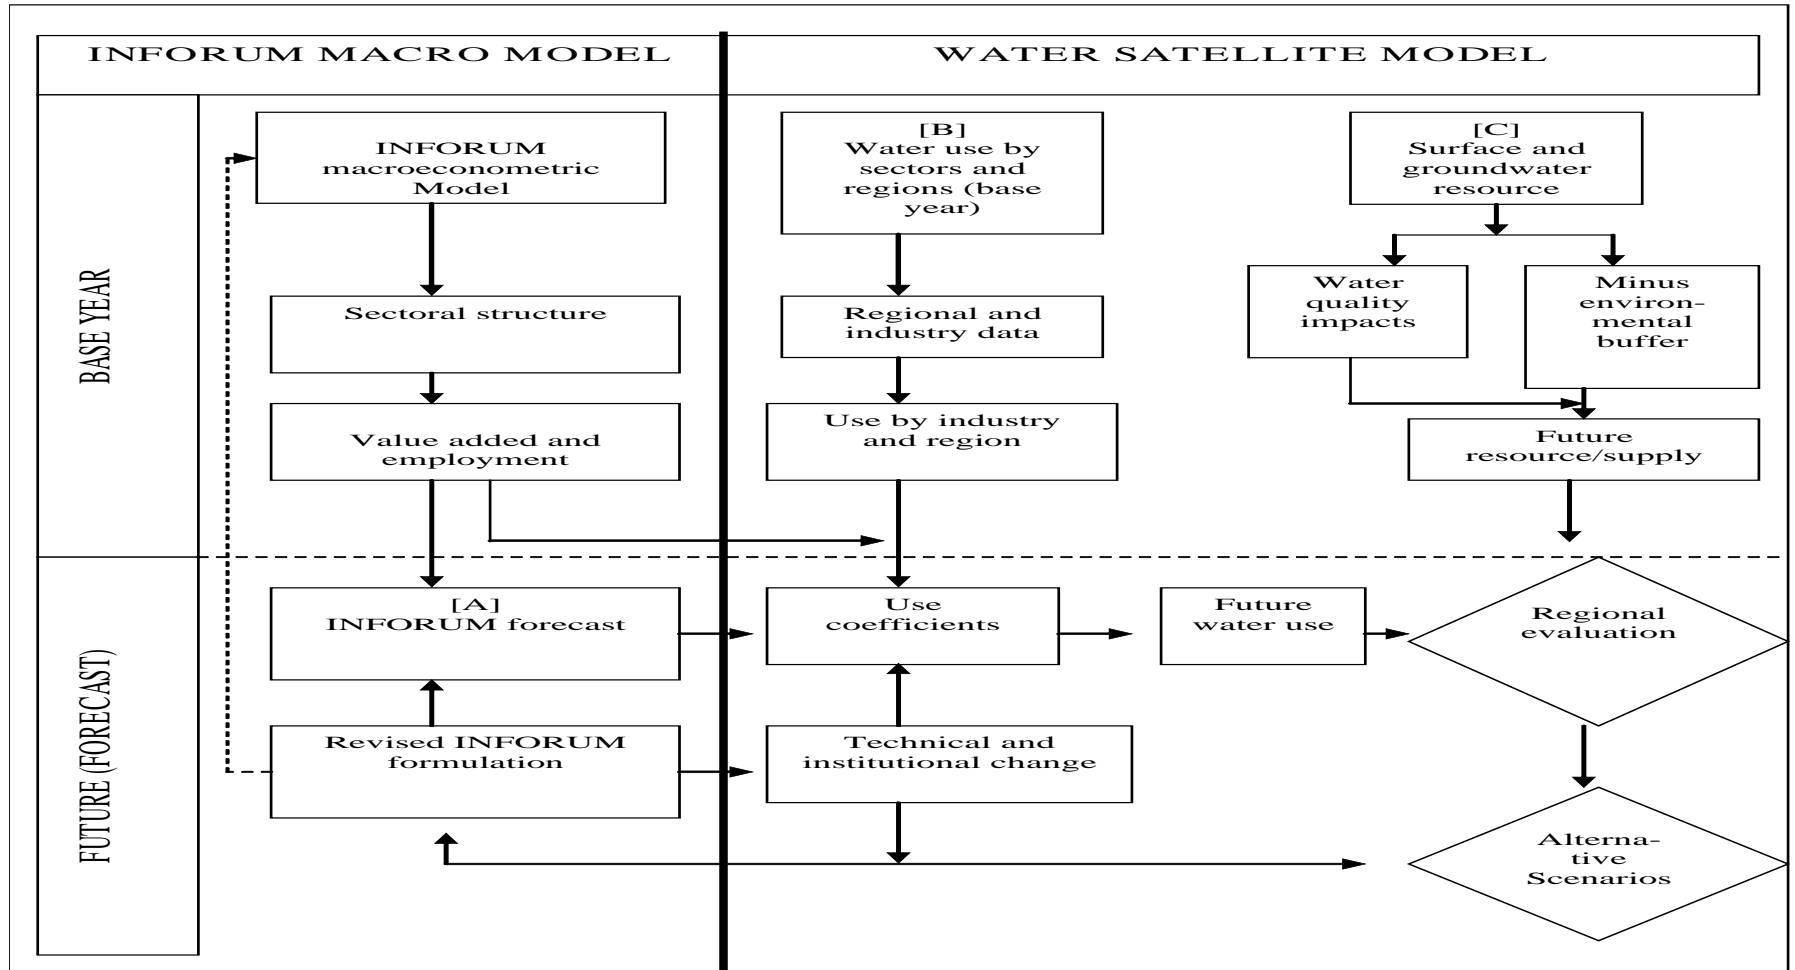 INFORUM MACRO MODEL
WATER SATELLITE MODEL
BASE YEAR
INFORUM
macroeconometric
Model
Sectoral structure
Value added and
employment
[B]
Water use by
sectors and
regions (base
year)
Regional and
industry data
Use by industry
and region
[C]
Surface and
groundwater
resource
Water
quality
impacts
Minus
environ-
mental
buffer
Future
resource/supply
FUTURE (FORECAST)
[A]
INFORUM forecast
Use
coefficients
Future
water use
Regional
evaluation
Revised INFORUM
formulation
Technical and
institutional change
Alterna-
tive
Scenarios